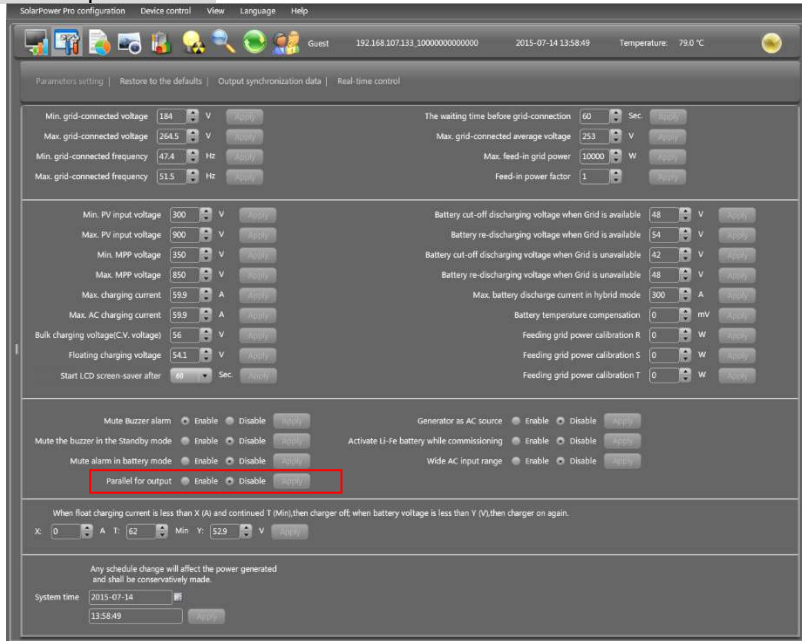 SolarPower Pro configuration Device control View Language Help
Guest 192.168.107.133_10000000000000 2015-07-14 13:58:49 Temperature: 79.0 ℃
Parameters setting | Restore to the defaults | Output synchronization data | Real-time control
Min. grid-connected voltage 184 V Apply The waiting time before grid-connection 60 Sec. Apply
Max. grid-connected voltage 264.5 V Apply Max. grid-connected average voltage 253 V Apply
Min. grid-connected frequency 47.4 Hz Apply Max. feed-in grid power 10000 W Apply
Max. grid-connected frequency 51.5 Hz Apply Feed-in power factor 1 Apply
Min. PV input voltage 300 V Apply Battery cut-off discharging voltage when Grid is available 48 V Apply
Max. PV input voltage 900 V Apply Battery re-discharging voltage when Grid is available 54 V Apply
Min. MPP voltage 350 V Apply Battery cut-off discharging voltage when Grid is unavailable 42 V Apply
Max. MPP voltage 850 V Apply Battery re-discharging voltage when Grid is unavailable 48 V Apply
Max. charging current 59.9 A Apply Max. battery discharge current in hybrid mode 300 A Apply
Max. AC charging current 59.9 A Apply Battery temperature compensation 0 mV Apply
Bulk charging voltage(C.V. voltage) 56 V Apply Feeding grid power calibration R 0 W Apply
Floating charging voltage 54.1 V Apply Feeding grid power calibration S 0 W Apply
Start LCD screen-saver after 60 Sec. Apply Feeding grid power calibration T 0 W Apply
Mute Buzzer alarm Enable Disable Apply Generator as AC source Enable Disable Apply
Mute the buzzer in the Standby mode Enable Disable Apply Activate Li-Fe battery while commissioning Enable Disable Apply
Mute alarm in battery mode Enable Disable Apply Wide AC input range Enable Disable Apply
Parallel for output Enable Disable Apply
When float charging current is less than X (A) and continued T (Min),then charger off, when battery voltage is less than Y (V),then charger on again.
X: 0 A T: 62 Min Y: 52.9 V Apply
Any schedule change will affect the power generated
and shall be conservatively made.
System time 2015-07-14
13:58:49 Apply